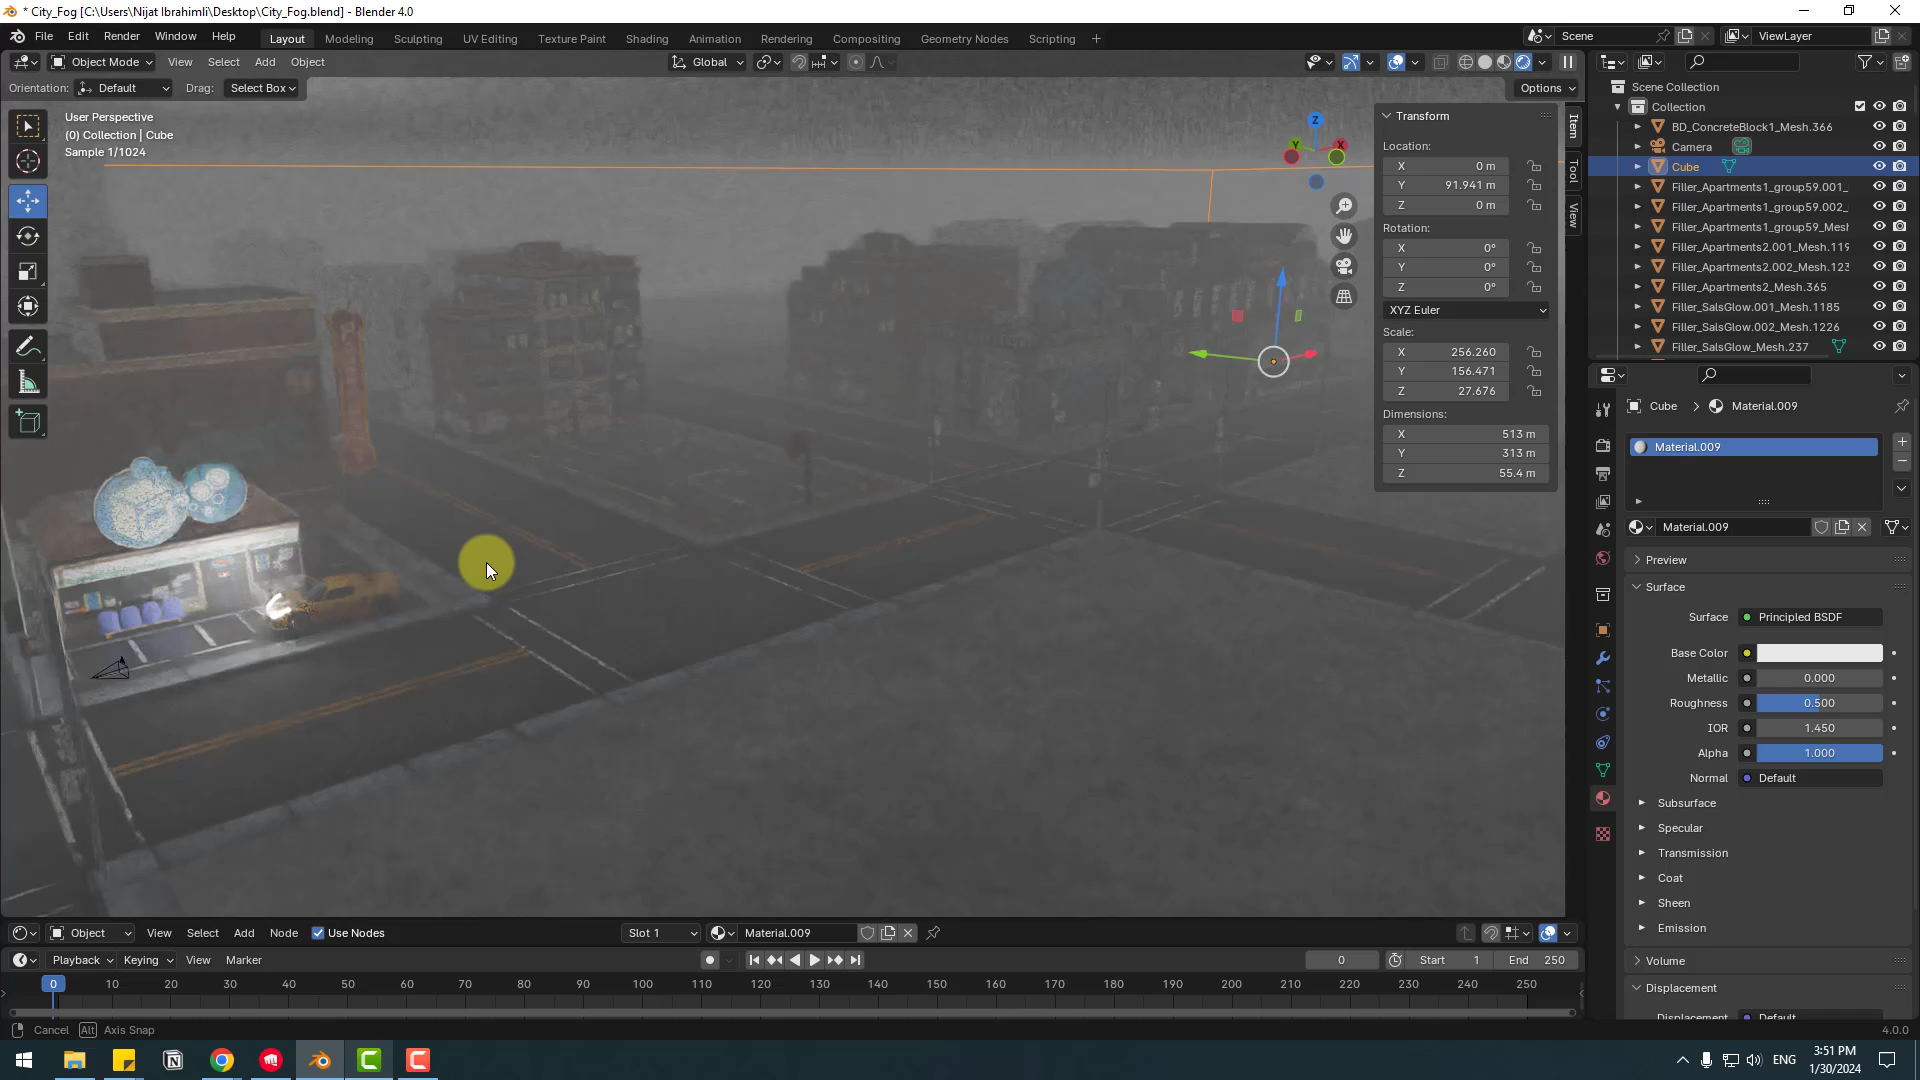 * City_Fog [C:\Users\Nijat Ibrahimli\Desktop\City_Fog.blend] - Blender 4.0
File Edit Render Window Help Layout Modeling Sculpting UV Editing Texture Paint Shading Animation Rendering Compositing Geometry Nodes Scripting + Scene ViewLayer
Object Mode View Select Add Object Global
Orientation: Default Drag: Select Box Options
User Perspective
(0) Collection | Cube
Sample 1/1024
Z
Y X
Transform
Location:
X 0 m
Y 91.941 m
Z 0 m
Rotation:
X 0°
Y 0°
Z 0°
XYZ Euler
Scale:
X 256.260
Y 156.471
Z 27.676
Dimensions:
X 513 m
Y 313 m
Z 55.4 m
Item
Tool
View
Scene Collection
Collection
BD_ConcreteBlock1_Mesh.366
Camera
Cube
Filler_Apartments1_group59.001_
Filler_Apartments1_group59.002_
Filler_Apartments1_group59_Mesh
Filler_Apartments2.001_Mesh.119
Filler_Apartments2.002_Mesh.123
Filler_Apartments2_Mesh.365
Filler_SalsGlow.001_Mesh.1185
Filler_SalsGlow.002_Mesh.1226
Filler_SalsGlow_Mesh.237
Cube > Material.009
Material.009
Material.009
Preview
Surface
Surface Principled BSDF
Base Color
Metallic 0.000
Roughness 0.500
IOR 1.450
Alpha 1.000
Normal Default
Subsurface
Specular
Transmission
Coat
Sheen
Emission
Volume
Displacement
Displacement Default
Object View Select Add Node Use Nodes Slot 1 Material.009
Playback Keying View Marker 0 Start 1 End 250
0 10 20 30 40 50 60 70 80 90 100 110 120 130 140 150 160 170 180 190 200 210 220 230 240 250
Cancel Alt Axis Snap 4.0.0
ENG
3:51 PM
1/30/2024